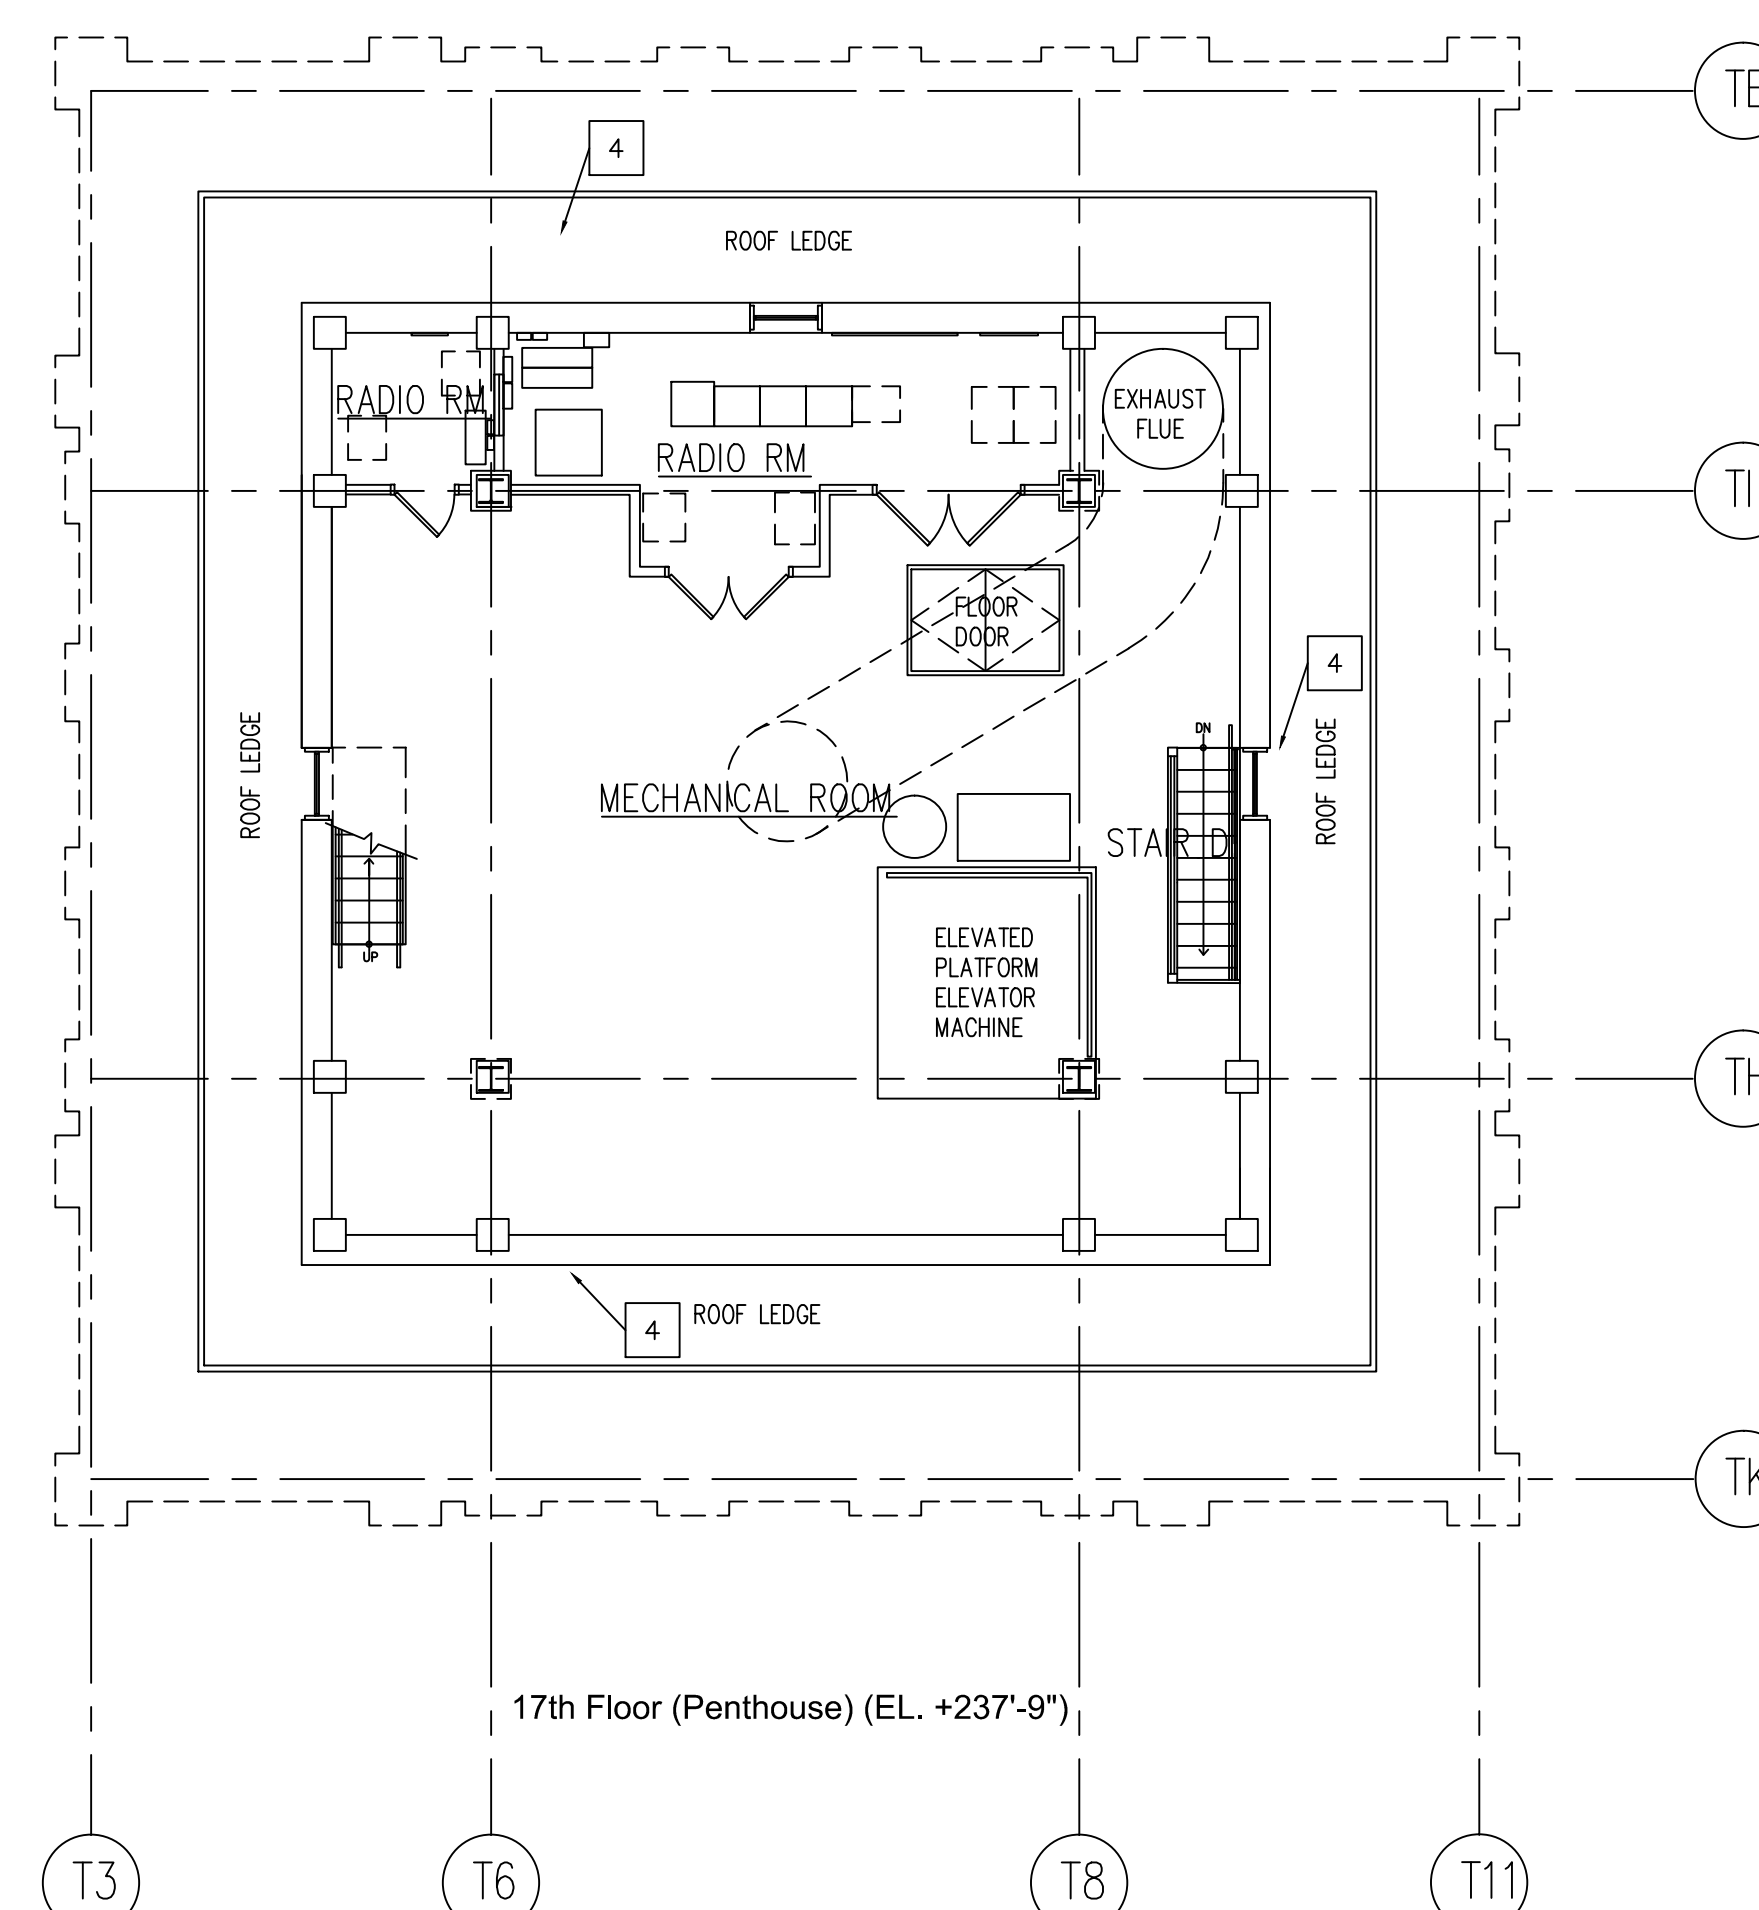 4
ROOF LEDGE
RADIO RM
EXHAUST
FLUE
RADIO RM
FLOOR
DOOR
4
ROOF LEDGE
DN
ROOF LEDGE
MECHANICAL ROOM
STAIR D
UP
ELEVATED
PLATFORM
ELEVATOR
MACHINE
4
ROOF LEDGE
17th Floor (Penthouse) (EL. +237'-9")
T3
T6
T8
T11